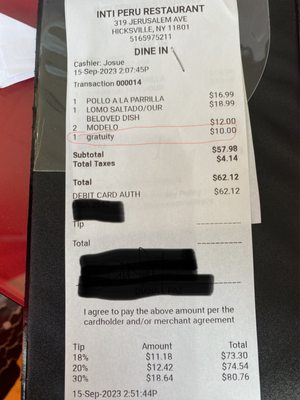 INTI PERU RESTAURANT
319 JERUSALEM AVE
HICKSVILLE, NY 11801
5165975211
DINE IN
Cashier: Josue
15-Sep-2023 2:07:45P
Transaction 000014
1 POLLO A LA PARRILLA $16.99
1 LOMO SALTADO/OUR $18.99
BELOVED DISH
2 MODELO $12.00
1 gratuity $10.00
Subtotal $57.98
Total Taxes $4.14
Total $62.12
DEBIT CARD AUTH $62.12
Tip
Total
I agree to pay the above amount per the
cardholder and/or merchant agreement
Tip Amount Total
18% $11.18 $73.30
20% $12.42 $74.54
30% $18.64 $80.76
15-Sep-2023 2:51:44P